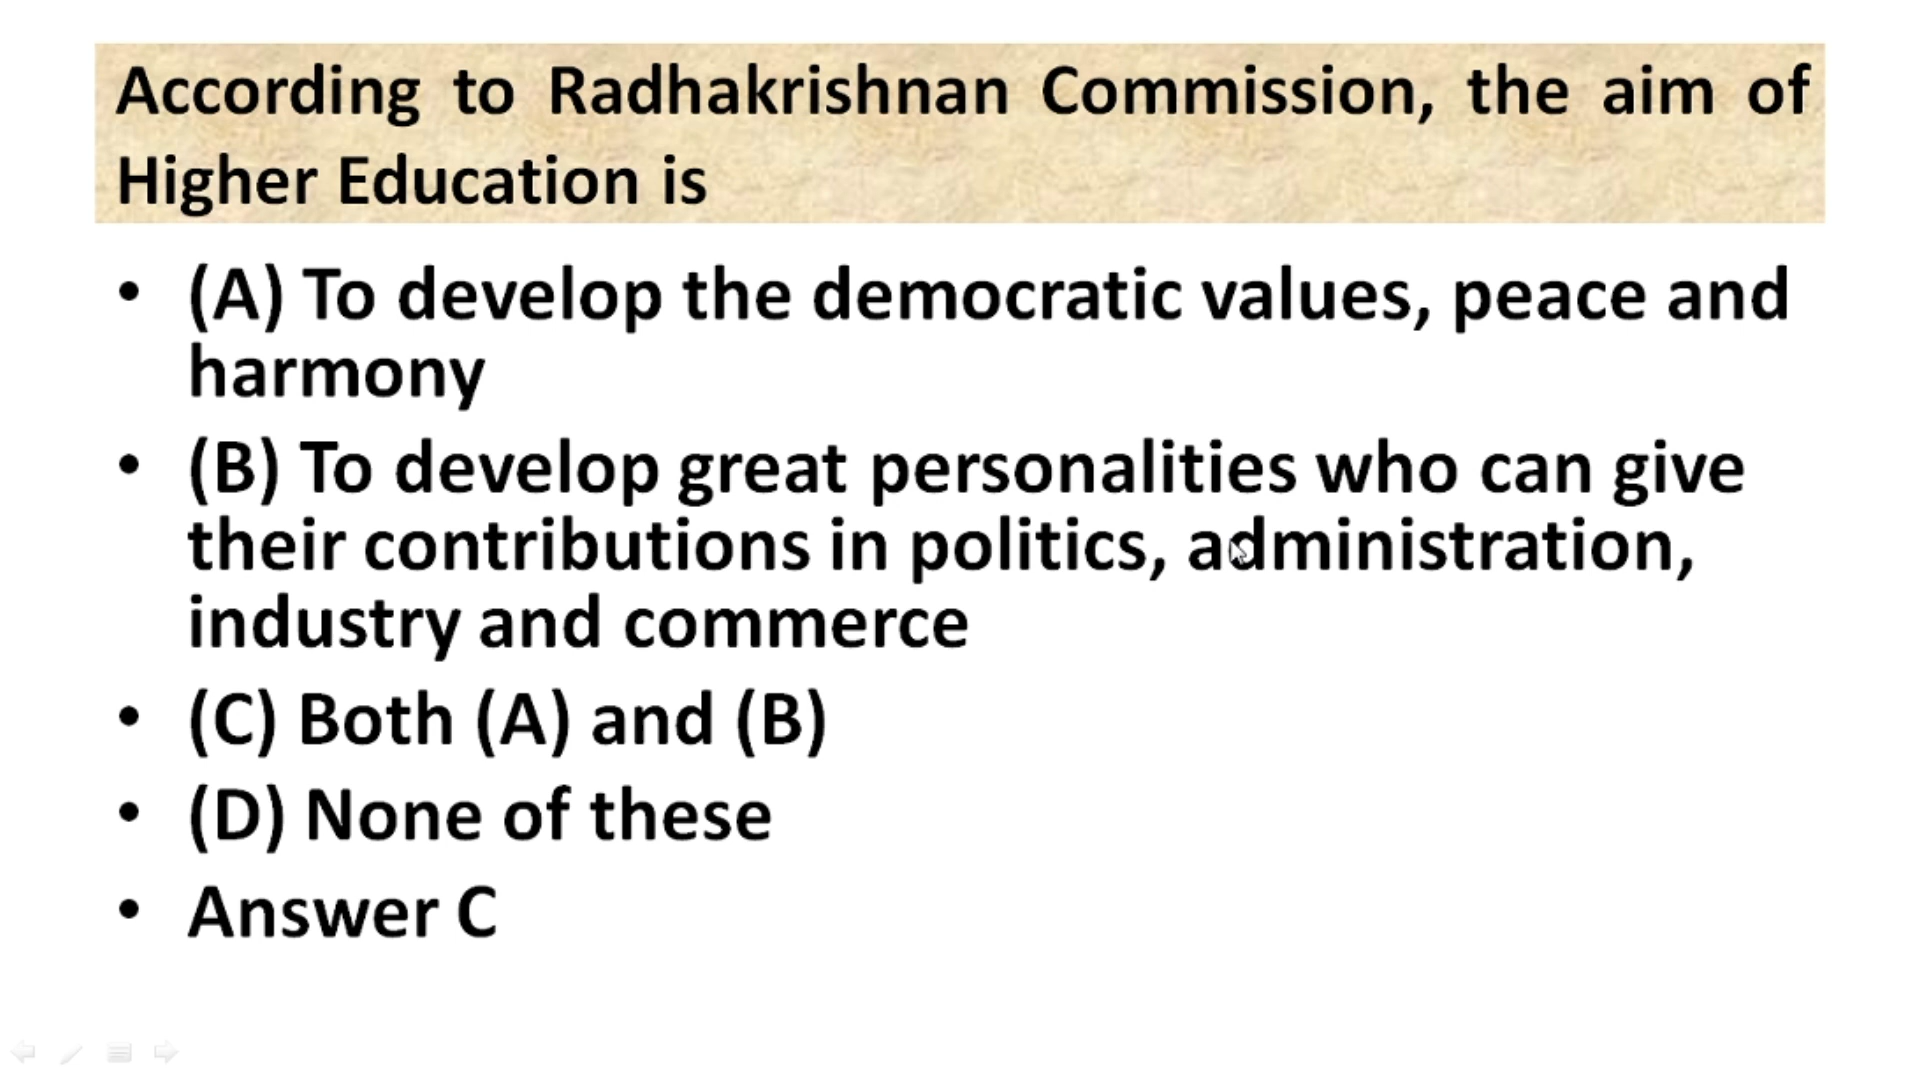 According to Radhakrishnan Commission, the aim of
Higher Education is
• (A) To develop the democratic values, peace and
harmony
• (B) To develop great personalities who can give
their contributions in politics, administration,
industry and commerce
• (C) Both (A) and (B)
• (D) None of these
• Answer C